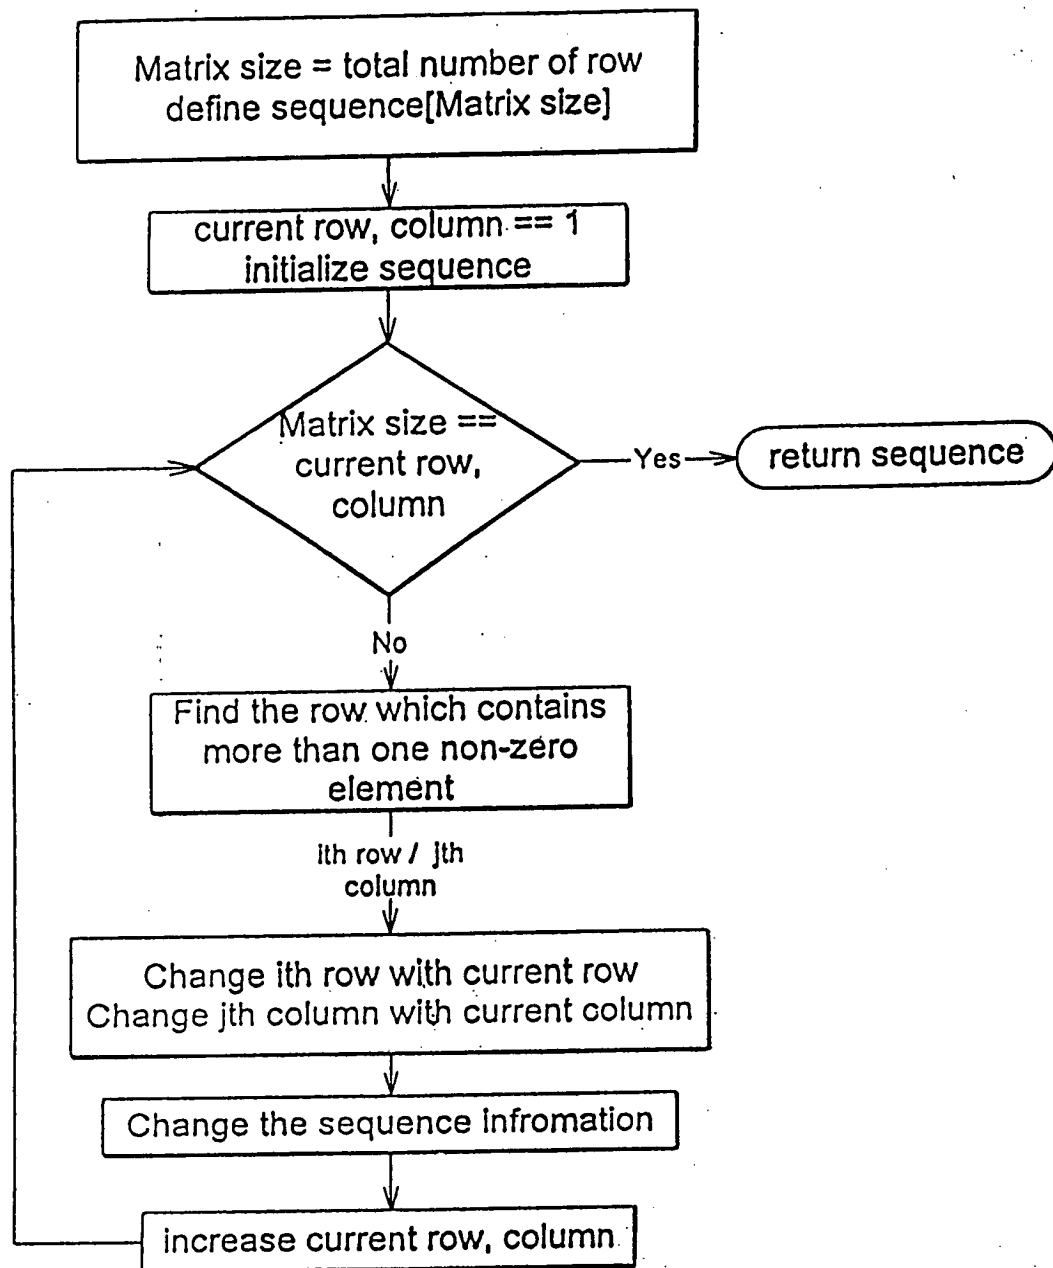 Matrix size = total number of row
define sequence[Matrix size]
current row, column == 1
initialize sequence
Matrix size ==
current row,
column
Yes
return sequence
No
Find the row which contains
more than one non-zero
element
ith row / jth
column
Change ith row with current row
Change jth column with current column
Change the sequence infromation
increase current row, column